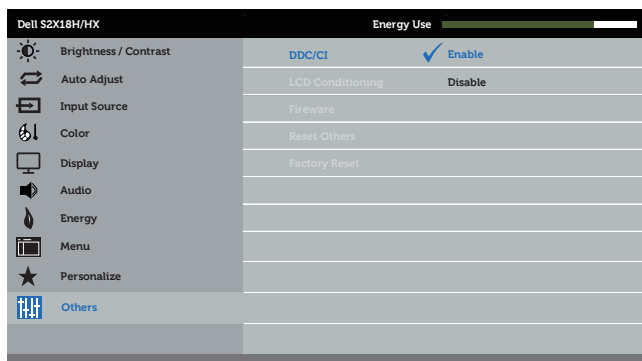 Dell S2X18H/HX Energy Use
Brightness / Contrast DDC/CI Enable
Auto Adjust LCD Conditioning Disable
Input Source Fireware
Color Reset Others
Display Factory Reset
Audio
Energy
Menu
Personalize
Others